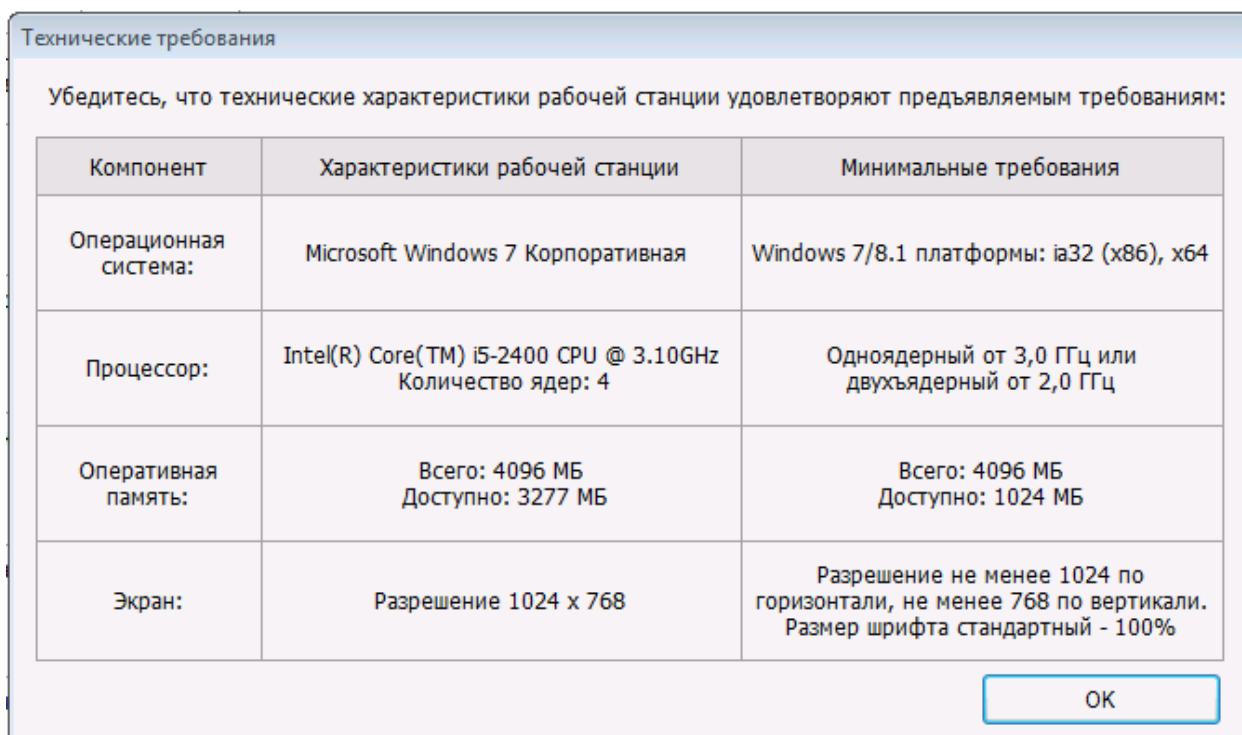 Технические требования
Убедитесь, что технические характеристики рабочей станции удовлетворяют предъявляемым требованиям:
Компонент
Характеристики рабочей станции
Минимальные требования
Операционная
система:
Microsoft Windows 7 Корпоративная
Windows 7/8.1 платформы: ia32 (x86), x64
Процессор:
Intel(R) Core(TM) i5-2400 CPU @ 3.10GHz
Количество ядер: 4
Одноядерный от 3,0 ГГц или
двухъядерный от 2,0 ГГц
Оперативная
память:
Всего: 4096 МБ
Доступно: 3277 МБ
Всего: 4096 МБ
Доступно: 1024 МБ
Экран:
Разрешение 1024 x 768
Разрешение не менее 1024 по
горизонтали, не менее 768 по вертикали.
Размер шрифта стандартный - 100%
OK